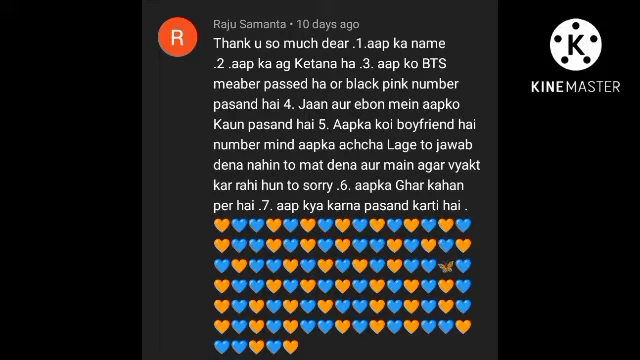 Raju Samanta • 10 days ago
R
Thank u so much dear .1.aap ka name
.2 .aap ka ag Ketana ha .3. aap ko BTS
meaber passed ha or black pink number
pasand hai 4. Jaan aur ebon mein aapko
Kaun pasand hai 5. Aapka koi boyfriend hai
number mind aapka achcha Lage to jawab
dena nahin to mat dena aur main agar vyakt
kar rahi hun to sorry .6. aapka Ghar kahan
per hai .7. aap kya karna pasand karti hai .
K
KINEMASTER